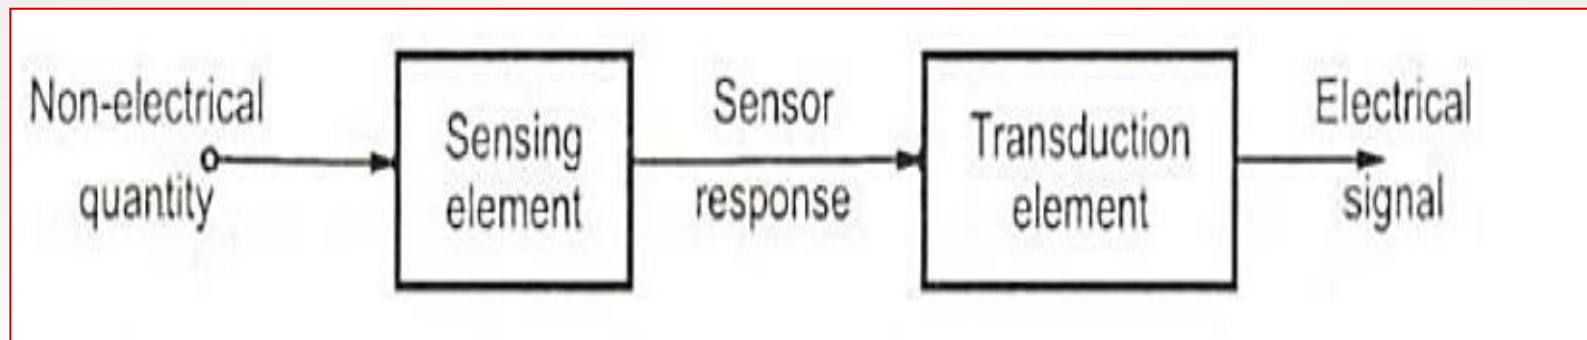 Non-electrical
quantity
Sensing
element
Sensor
response
Transduction
element
Electrical
signal